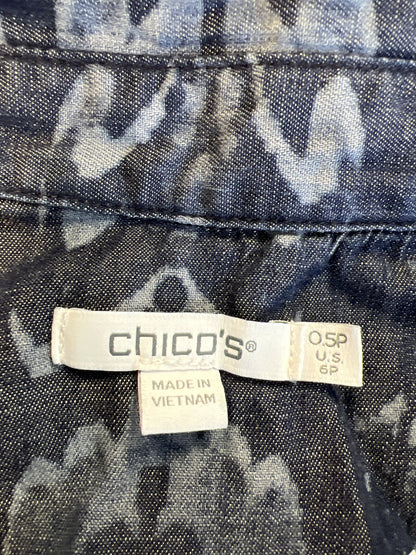 chico's®
0.5P
U.S.
6P
MADE IN
VIETNAM